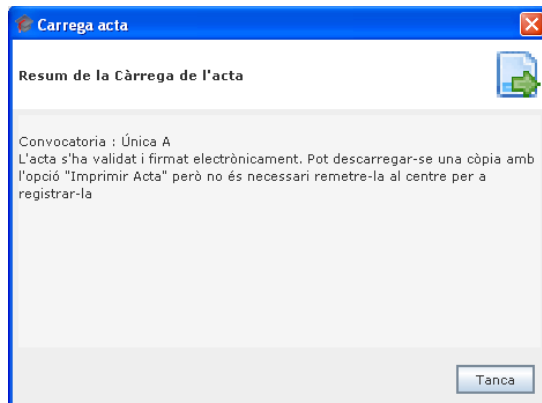 Carrega acta
Resum de la Càrrega de l'acta
Convocatoria : Única A
L'acta s'ha validat i firmat electrònicament. Pot descarregar-se una còpia amb
l'opció "Imprimir Acta" però no és necessari remetre-la al centre per a
registrar-la
Tanca